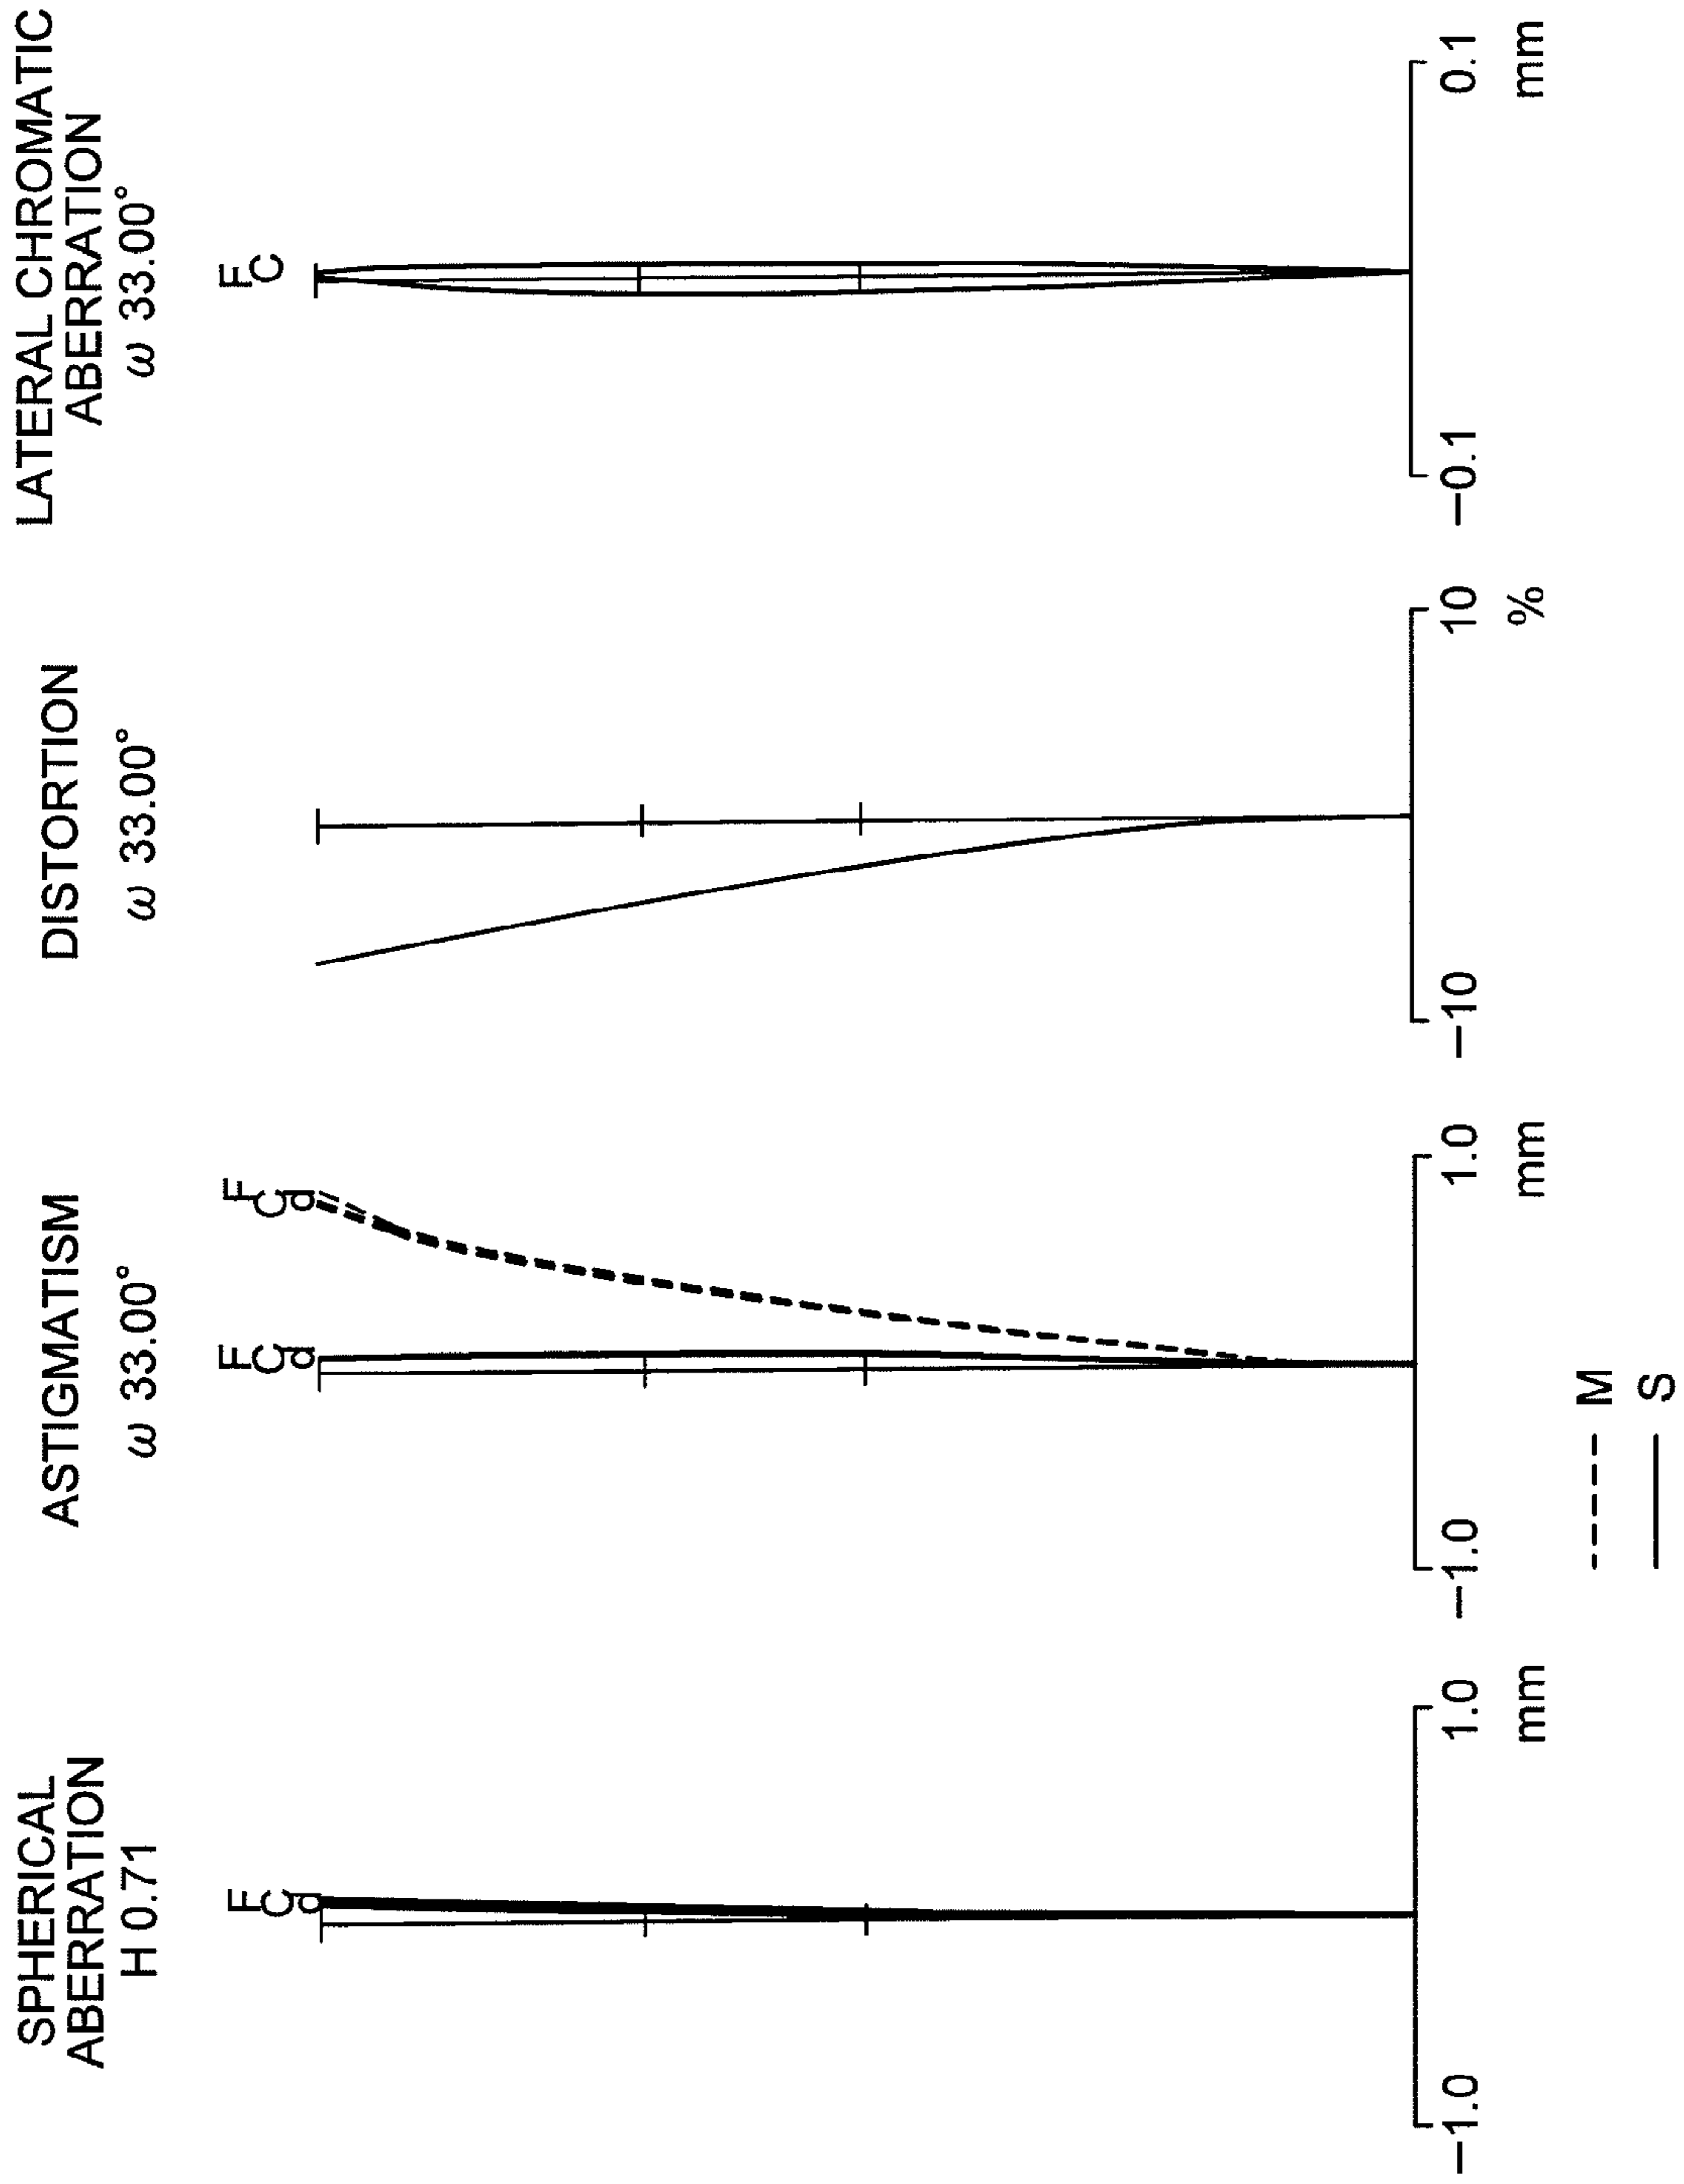 SPHERICAL
ABERRATION
H 0.71
F
C
d
−1.0
1.0
mm
ASTIGMATISM
ω 33.00°
F
C
d
F
C
d
−1.0
1.0
mm
M
S
DISTORTION
ω 33.00°
−10
10
%
LATERAL CHROMATIC
ABERRATION
ω 33.00°
F
C
−0.1
0.1
mm